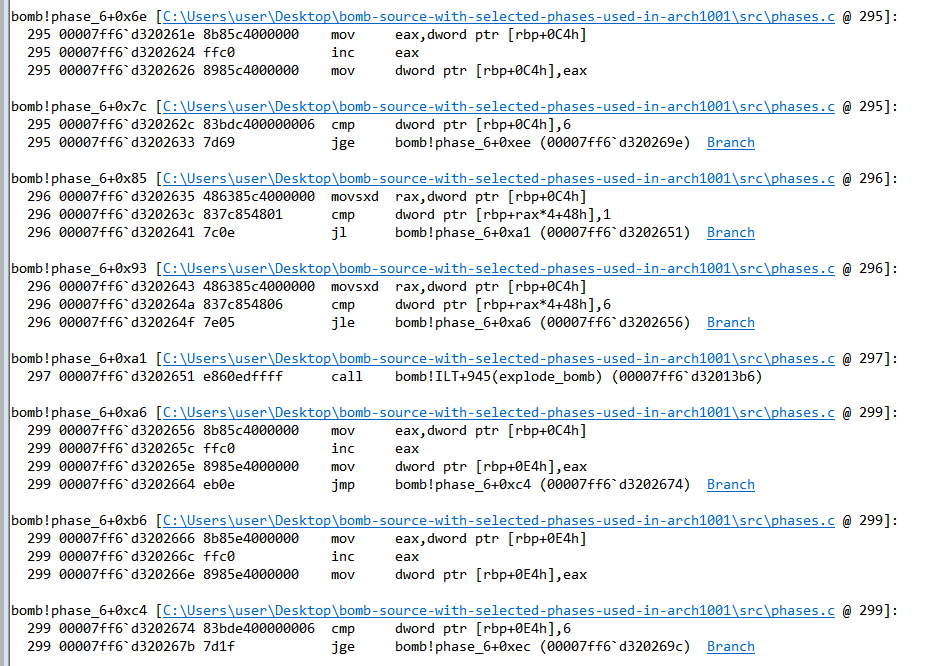 bomb!phase_6+0x6e [C:\Users\user\Desktop\bomb-source-with-selected-phases-used-in-arch1001\src\phases.c @ 295]:
295 00007ff6`d320261e 8b85c4000000 mov eax,dword ptr [rbp+0C4h]
295 00007ff6`d3202624 ffc0 inc eax
295 00007ff6`d3202626 8985c4000000 mov dword ptr [rbp+0C4h],eax
bomb!phase_6+0x7c [C:\Users\user\Desktop\bomb-source-with-selected-phases-used-in-arch1001\src\phases.c @ 295]:
295 00007ff6`d320262c 83bdc400000006 cmp dword ptr [rbp+0C4h],6
295 00007ff6`d3202633 7d69 jge bomb!phase_6+0xee (00007ff6`d320269e) Branch
bomb!phase_6+0x85 [C:\Users\user\Desktop\bomb-source-with-selected-phases-used-in-arch1001\src\phases.c @ 296]:
296 00007ff6`d3202635 486385c4000000 movsxd rax,dword ptr [rbp+0C4h]
296 00007ff6`d320263c 837c854801 cmp dword ptr [rbp+rax*4+48h],1
296 00007ff6`d3202641 7c0e jl bomb!phase_6+0xa1 (00007ff6`d3202651) Branch
bomb!phase_6+0x93 [C:\Users\user\Desktop\bomb-source-with-selected-phases-used-in-arch1001\src\phases.c @ 296]:
296 00007ff6`d3202643 486385c4000000 movsxd rax,dword ptr [rbp+0C4h]
296 00007ff6`d320264a 837c854806 cmp dword ptr [rbp+rax*4+48h],6
296 00007ff6`d320264f 7e05 jle bomb!phase_6+0xa6 (00007ff6`d3202656) Branch
bomb!phase_6+0xa1 [C:\Users\user\Desktop\bomb-source-with-selected-phases-used-in-arch1001\src\phases.c @ 297]:
297 00007ff6`d3202651 e860edffff call bomb!ILT+945(explode_bomb) (00007ff6`d32013b6)
bomb!phase_6+0xa6 [C:\Users\user\Desktop\bomb-source-with-selected-phases-used-in-arch1001\src\phases.c @ 299]:
299 00007ff6`d3202656 8b85c4000000 mov eax,dword ptr [rbp+0C4h]
299 00007ff6`d320265c ffc0 inc eax
299 00007ff6`d320265e 8985e4000000 mov dword ptr [rbp+0E4h],eax
299 00007ff6`d3202664 eb0e jmp bomb!phase_6+0xc4 (00007ff6`d3202674) Branch
bomb!phase_6+0xb6 [C:\Users\user\Desktop\bomb-source-with-selected-phases-used-in-arch1001\src\phases.c @ 299]:
299 00007ff6`d3202666 8b85e4000000 mov eax,dword ptr [rbp+0E4h]
299 00007ff6`d320266c ffc0 inc eax
299 00007ff6`d320266e 8985e4000000 mov dword ptr [rbp+0E4h],eax
bomb!phase_6+0xc4 [C:\Users\user\Desktop\bomb-source-with-selected-phases-used-in-arch1001\src\phases.c @ 299]:
299 00007ff6`d3202674 83bde400000006 cmp dword ptr [rbp+0E4h],6
299 00007ff6`d320267b 7d1f jge bomb!phase_6+0xec (00007ff6`d320269c) Branch